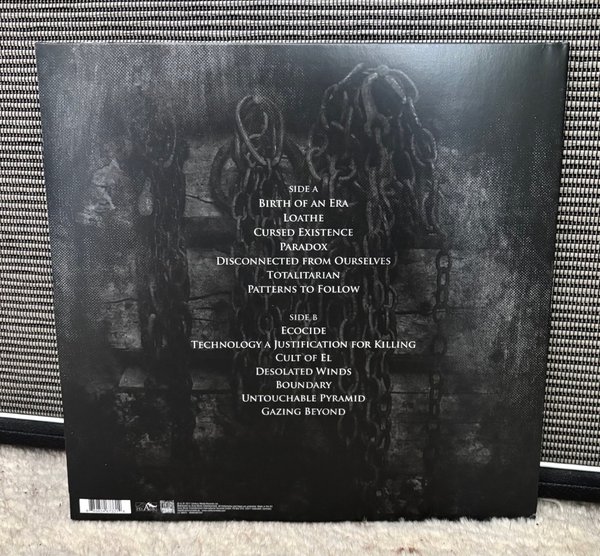 SIDE A
BIRTH OF AN ERA
LOATHE
CURSED EXISTENCE
PARADOX
DISCONNECTED FROM OURSELVES
TOTALITARIAN
PATTERNS TO FOLLOW
SIDE B
ECOCIDE
TECHNOLOGY A JUSTIFICATION FOR KILLING
CULT OF EL
DESOLATED WINDS
BOUNDARY
UNTOUCHABLE PYRAMID
GAZING BEYOND